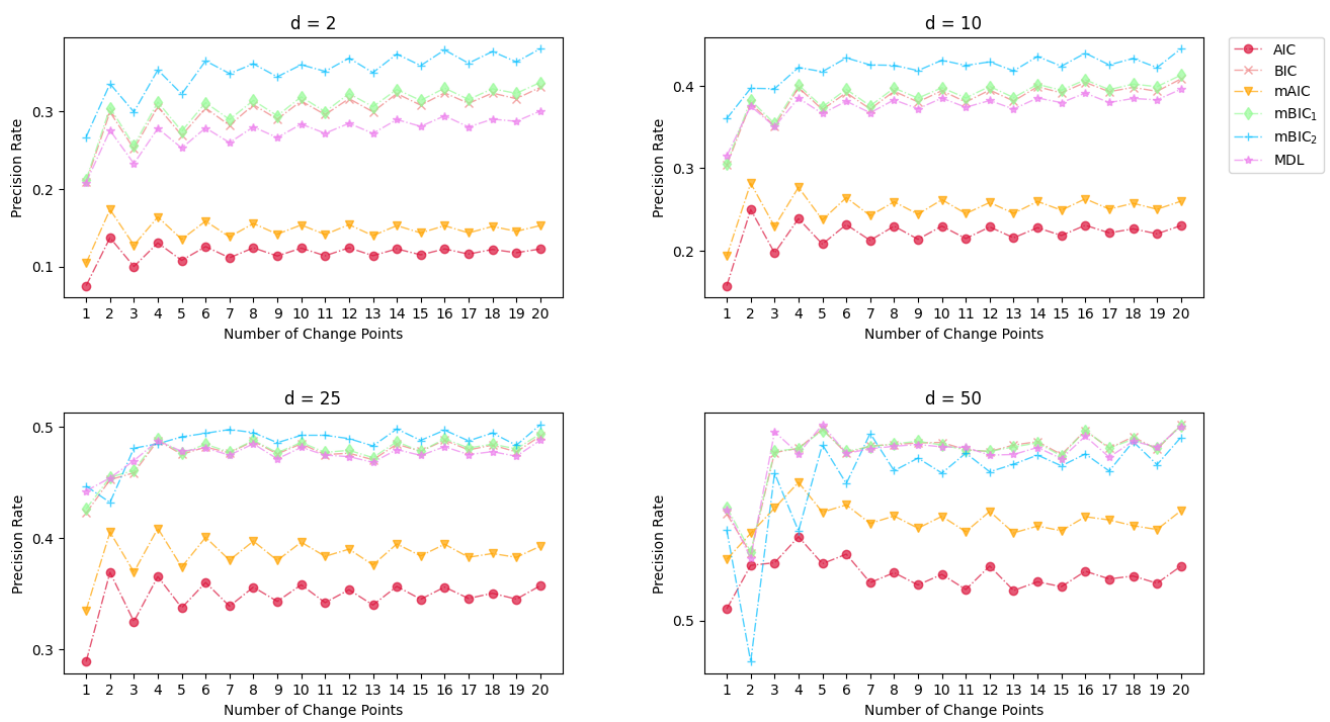 d = 2
Precision Rate
0.3
0.2
0.1
1 2 3 4 5 6 7 8 9 10 11 12 13 14 15 16 17 18 19 20
Number of Change Points
d = 10
Precision Rate
0.4
0.3
0.2
1 2 3 4 5 6 7 8 9 10 11 12 13 14 15 16 17 18 19 20
Number of Change Points
AIC
BIC
mAIC
mBIC₁
mBIC₂
MDL
d = 25
Precision Rate
0.5
0.4
0.3
1 2 3 4 5 6 7 8 9 10 11 12 13 14 15 16 17 18 19 20
Number of Change Points
d = 50
Precision Rate
0.5
1 2 3 4 5 6 7 8 9 10 11 12 13 14 15 16 17 18 19 20
Number of Change Points